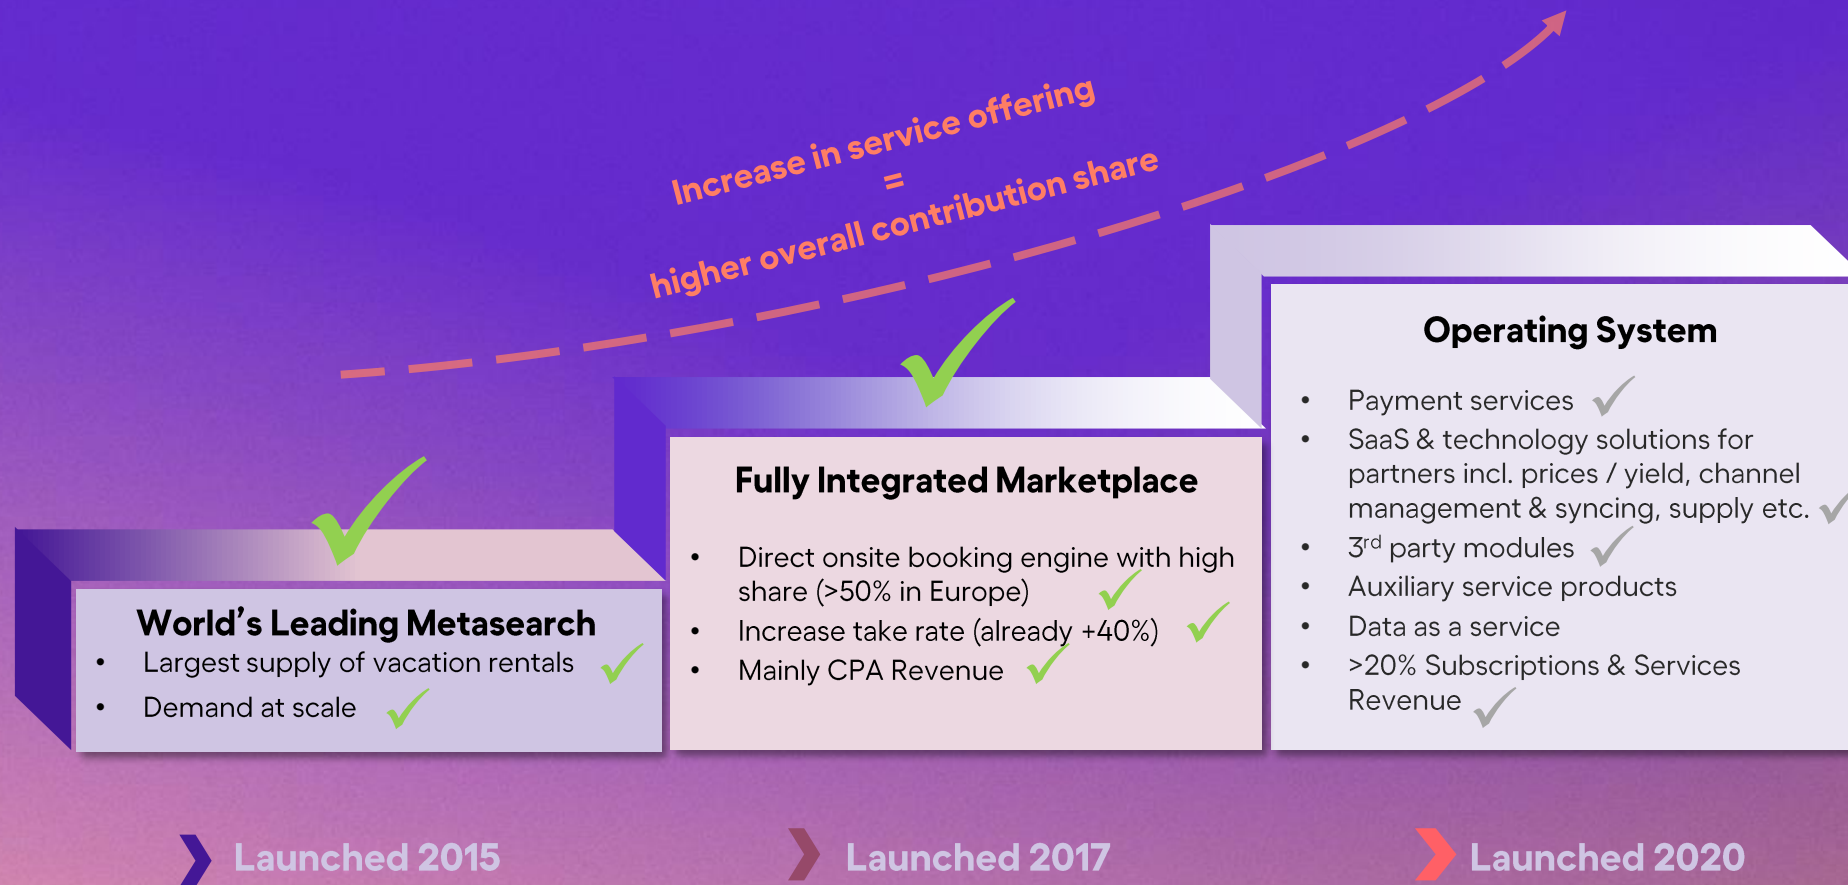 Increase in service offering
=
higher overall contribution share
World's Leading Metasearch
• Largest supply of vacation rentals
• Demand at scale
Fully Integrated Marketplace
• Direct onsite booking engine with high
share (>50% in Europe)
• Increase take rate (already +40%)
• Mainly CPA Revenue
Operating System
• Payment services
• SaaS & technology solutions for
partners incl. prices / yield, channel
management & syncing, supply etc.
• 3rd party modules
• Auxiliary service products
• Data as a service
• >20% Subscriptions & Services
Revenue
Launched 2015
Launched 2017
Launched 2020